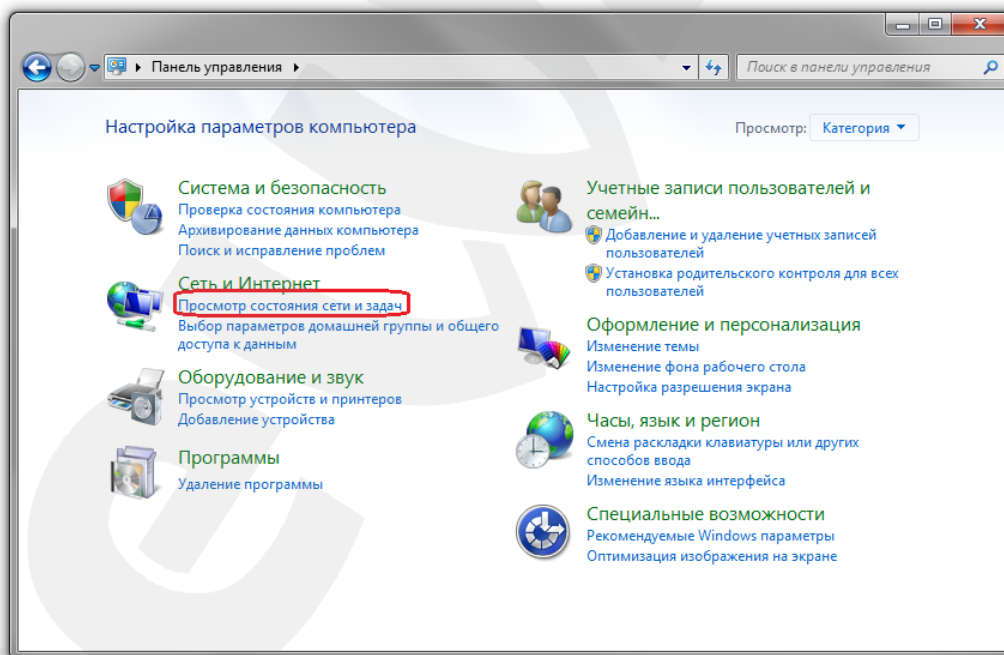 Панель управления
Поиск в панели управления
Настройка параметров компьютера
Просмотр: Категория
Система и безопасность
Проверка состояния компьютера
Архивирование данных компьютера
Поиск и исправление проблем
Сеть и Интернет
Просмотр состояния сети и задач
Выбор параметров домашней группы и общего
доступа к данным
Оборудование и звук
Просмотр устройств и принтеров
Добавление устройства
Программы
Удаление программы
Учетные записи пользователей и
семейн...
Добавление и удаление учетных записей
пользователей
Установка родительского контроля для всех
пользователей
Оформление и персонализация
Изменение темы
Изменение фона рабочего стола
Настройка разрешения экрана
Часы, язык и регион
Смена раскладки клавиатуры или других
способов ввода
Изменение языка интерфейса
Специальные возможности
Рекомендуемые Windows параметры
Оптимизация изображения на экране